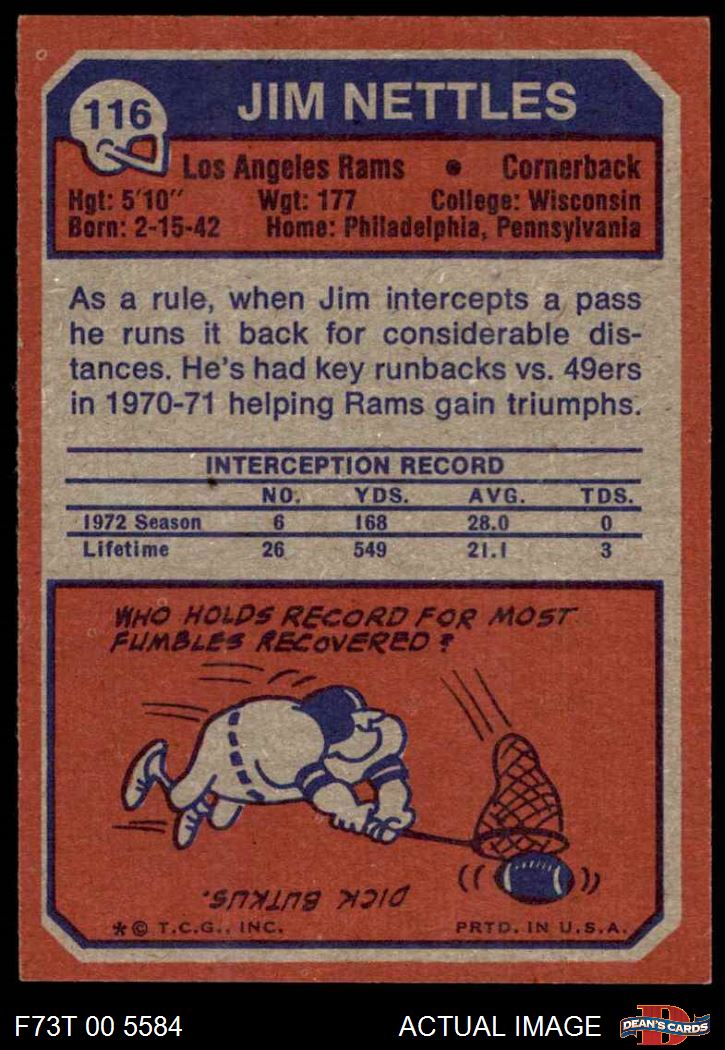 116
JIM NETTLES
Los Angeles Rams • Cornerback
Hgt: 5'10" Wgt: 177 College: Wisconsin
Born: 2-15-42 Home: Philadelphia, Pennsylvania
As a rule, when Jim intercepts a pass
he runs it back for considerable dis-
tances. He's had key runbacks vs. 49ers
in 1970-71 helping Rams gain triumphs.
INTERCEPTION RECORD
NO. YDS. AVG. TDS.
1972 Season 6 168 28.0 0
Lifetime 26 549 21.1 3
WHO HOLDS RECORD FOR MOST
FUMBLES RECOVERED?
DICK BUTKUS.
*© T.C.G., INC. PRTD. IN U.S.A.
F73T 00 5584 ACTUAL IMAGE D DEAN'S CARDS